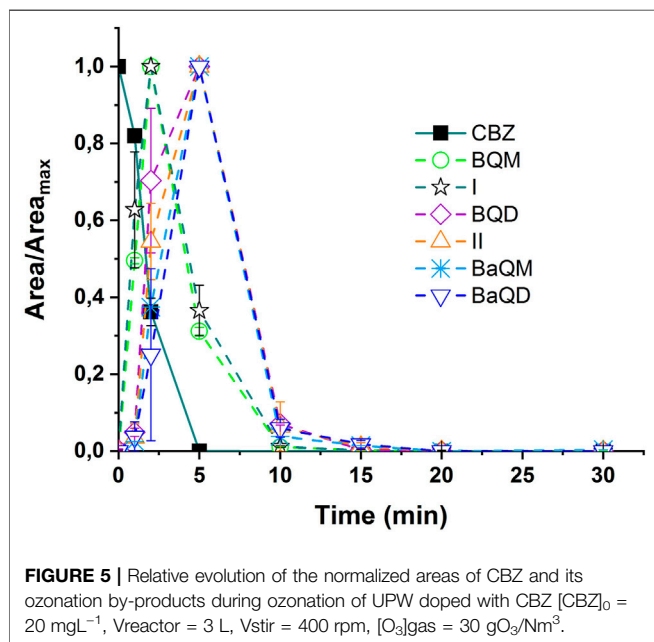 1,0
0,8
0,6
0,4
0,2
0,0
Area/Area_max
CBZ
BQM
I
BQD
II
BaQM
BaQD
0 5 10 15 20 25 30
Time (min)
FIGURE 5 | Relative evolution of the normalized areas of CBZ and its
ozonation by-products during ozonation of UPW doped with CBZ [CBZ]₀ =
20 mgL⁻¹, Vreactor = 3 L, Vstir = 400 rpm, [O₃]gas = 30 gO₃/Nm³.